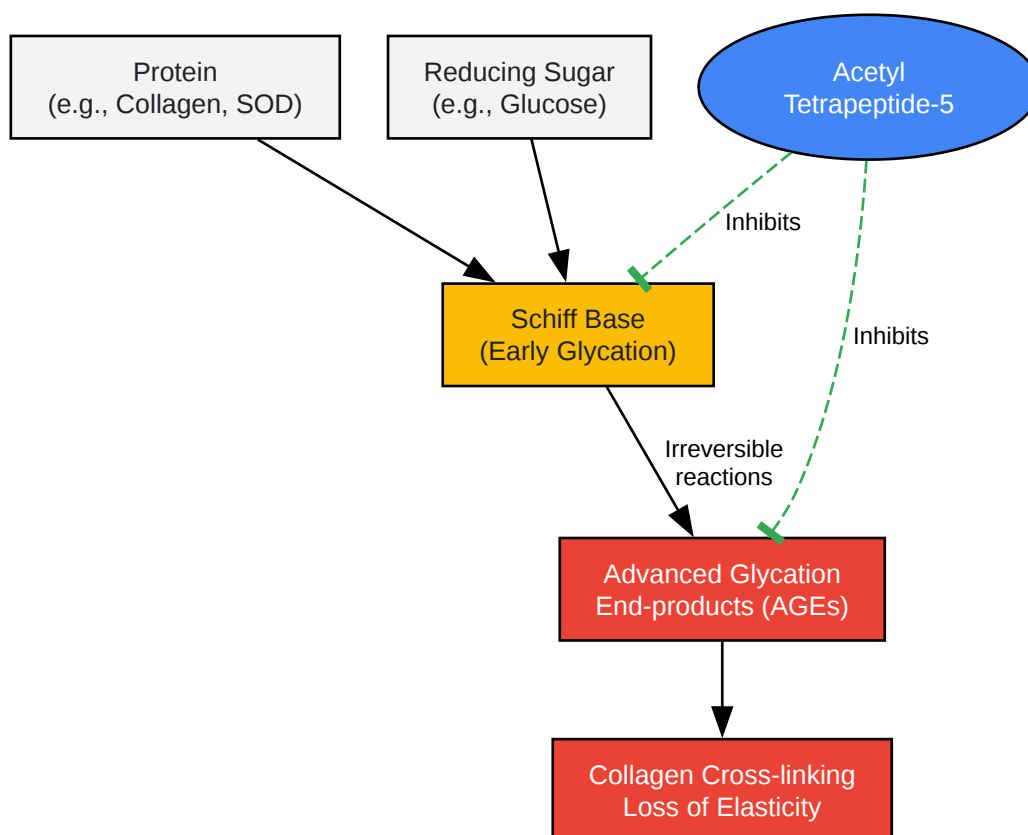 Protein
(e.g., Collagen, SOD)
Reducing Sugar
(e.g., Glucose)
Acetyl
Tetrapeptide-5
Inhibits
Schiff Base
(Early Glycation)
Inhibits
Irreversible
reactions
Advanced Glycation
End-products (AGEs)
Collagen Cross-linking
Loss of Elasticity